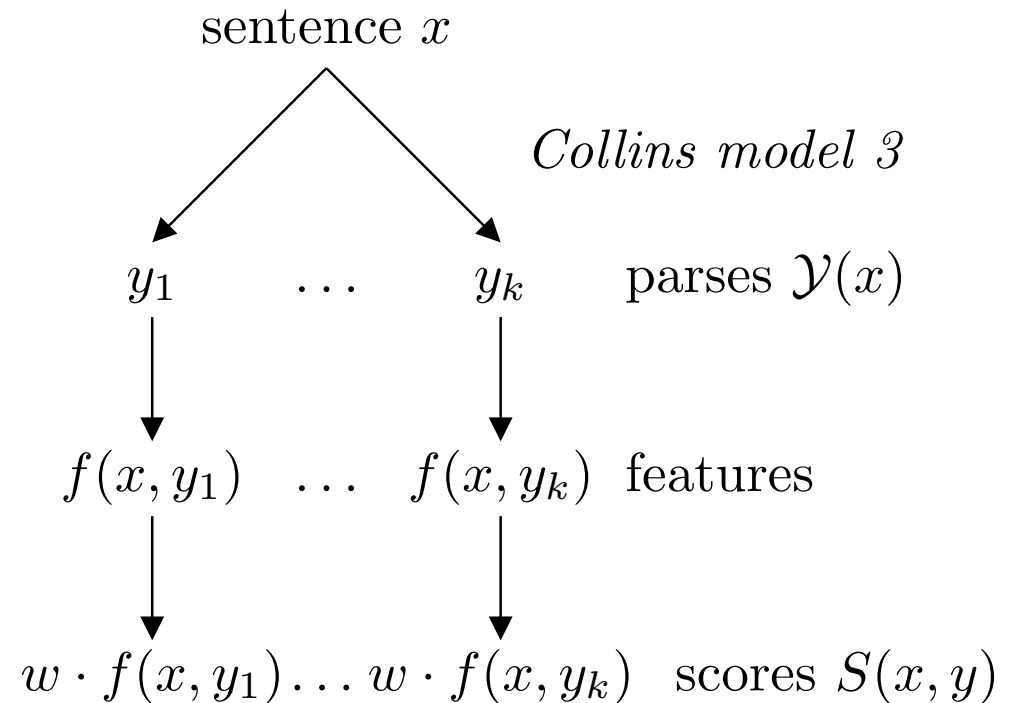 sentence x
Collins model 3
y₁ … yₖ parses 𝒴(x)
f(x, y₁) … f(x, yₖ) features
w · f(x, y₁) … w · f(x, yₖ) scores S(x, y)